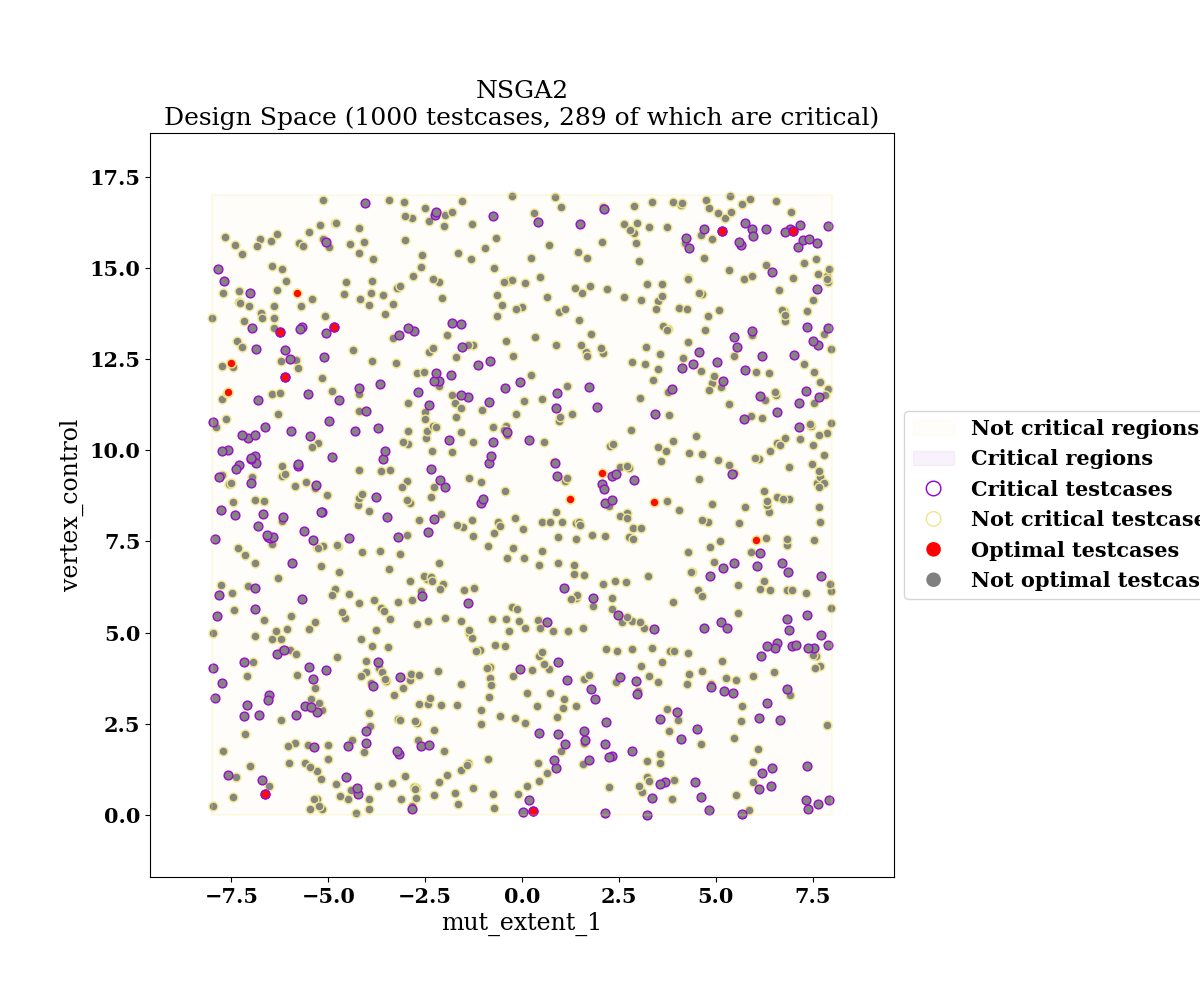 NSGA2
Design Space (1000 testcases, 289 of which are critical)
17.5
15.0
12.5
10.0
7.5
5.0
2.5
0.0
vertex_control
−7.5
−5.0
−2.5
0.0
2.5
5.0
7.5
mut_extent_1
Not critical regions
Critical regions
Critical testcases
Not critical testcase
Optimal testcases
Not optimal testcas